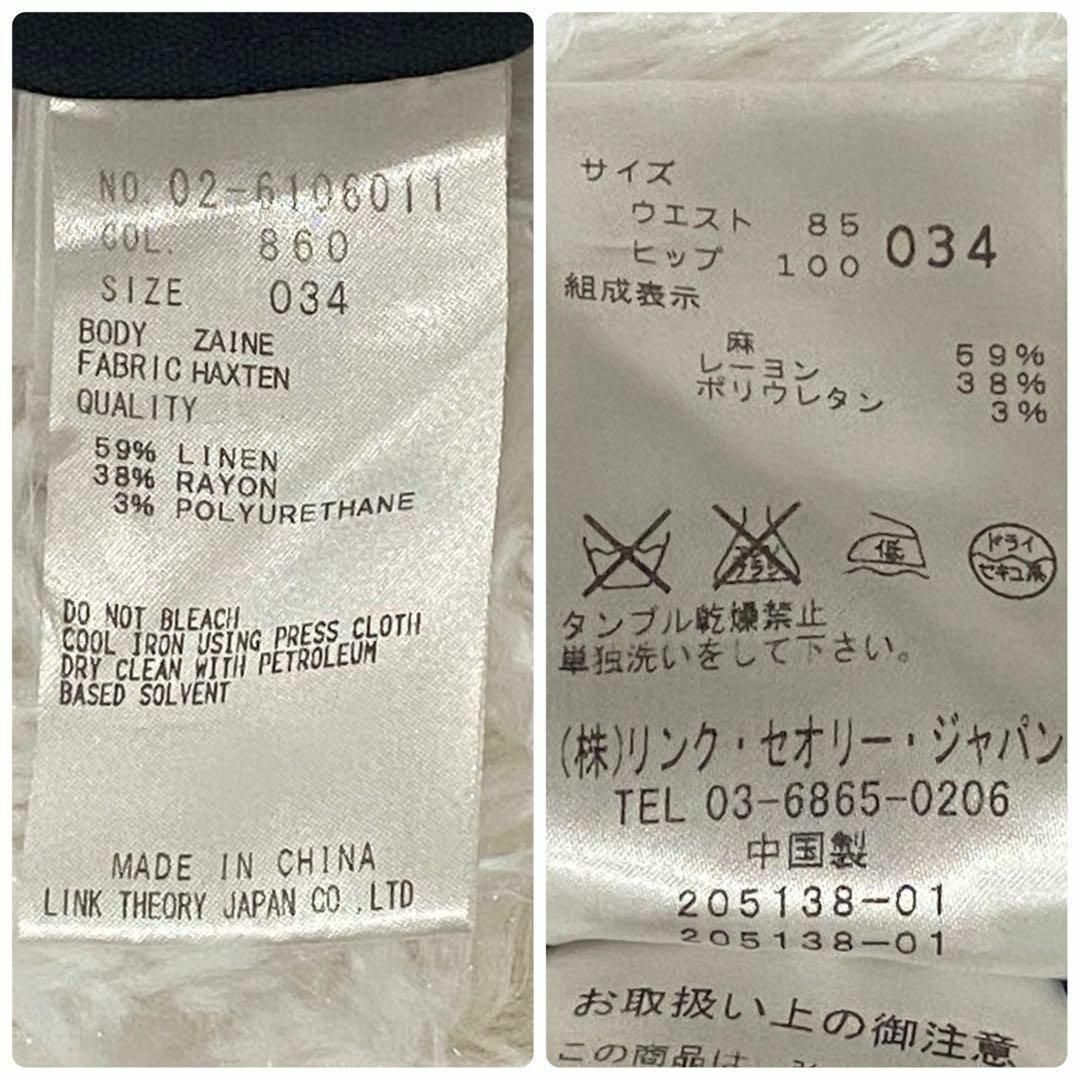 NO. 02-6106011
COL. 860
SIZE 034
BODY ZAINE
FABRIC HAXTEN
QUALITY
59% LINEN
38% RAYON
3% POLYURETHANE
DO NOT BLEACH
COOL IRON USING PRESS CLOTH
DRY CLEAN WITH PETROLEUM
BASED SOLVENT
MADE IN CHINA
LINK THEORY JAPAN CO.,LTD
サイズ
ウエスト 85 034
ヒップ 100
組成表示
麻 59%
レーヨン 38%
ポリウレタン 3%
低 ドライ
セキユ系
タンブル乾燥禁止
単独洗いをして下さい。
(株)リンク・セオリー・ジャパン
TEL 03-6865-0206
中国製
205138-01
205138-01
お取扱い上の御注意
この商品は